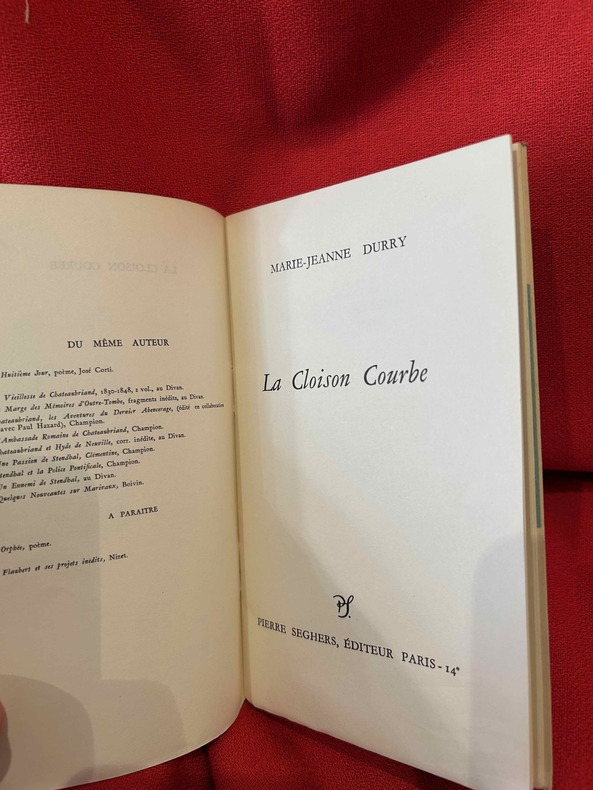 LA CLOISON COURBE
DU MÊME AUTEUR
Huitième Jour, poème, José Corti.
Vieillesse de Chateaubriand, 1830-1848, 2 vol., au Divan.
Marge des Mémoires d'Outre-Tombe, fragments inédits, au Divan.
hateaubriand, les Aventures du Dernier Abencerage, (édité en collaboration
avec Paul Hazard), Champion.
'Ambassade Romaine de Chateaubriand, Champion.
hateaubriand et Hyde de Neuville, corr. inédite, au Divan.
ne Passion de Stendhal, Clémentine, Champion.
tendhal et la Police Pontificale, Champion.
Un Ennemi de Stendhal, au Divan.
Quelques Nouveautés sur Marivaux, Boivin.
A PARAITRE
Orphée, poème.
Flaubert et ses projets inédits, Nizet.
MARIE-JEANNE DURRY
La Cloison Courbe
PS.
PIERRE SEGHERS, ÉDITEUR PARIS-14e